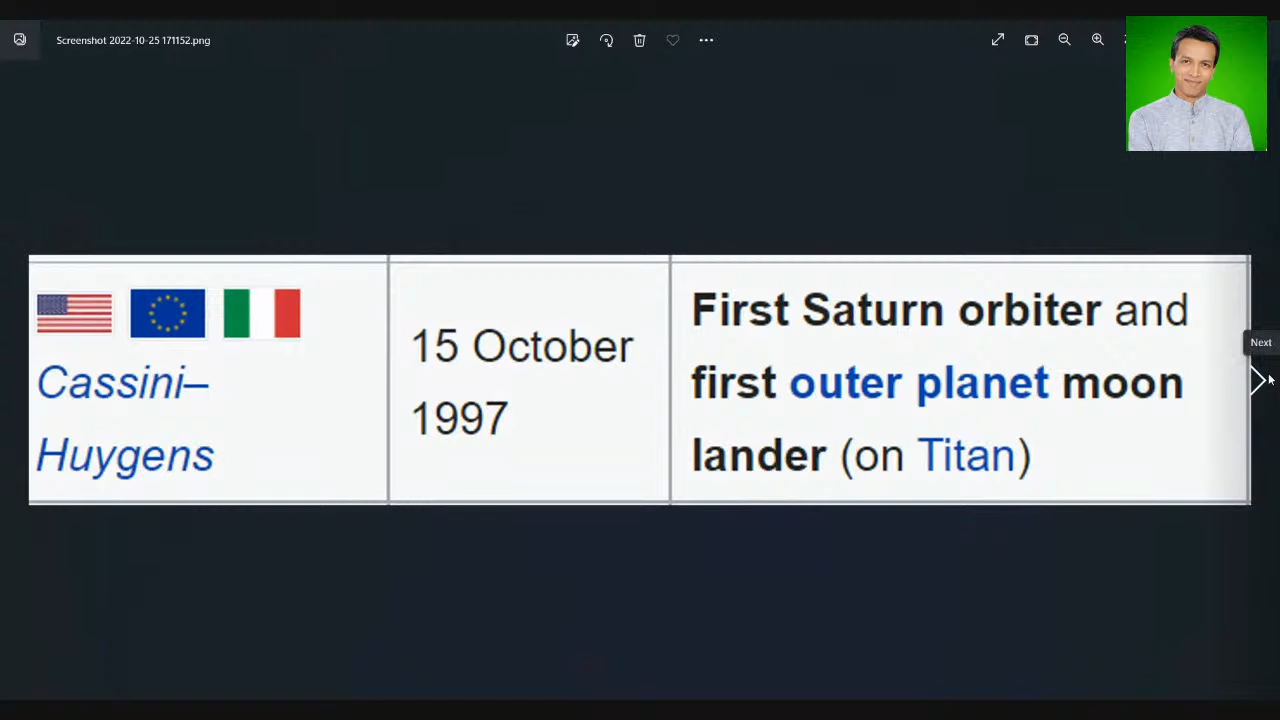 Screenshot 2022-10-25 171152.png
Next
Cassini–
Huygens
15 October
1997
First Saturn orbiter and
first outer planet moon
lander (on Titan)